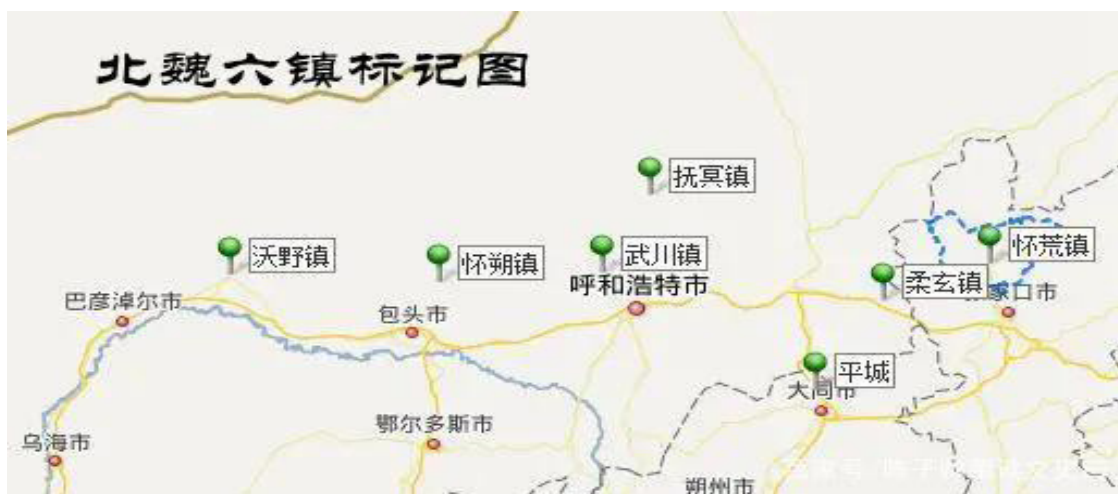 北魏六镇标记图
抚冥镇
沃野镇
怀朔镇
武川镇
怀荒镇
柔玄镇
呼和浩特市
巴彦淖尔市
包头市
家口市
平城
大同市
鄂尔多斯市
乌海市
朔州市